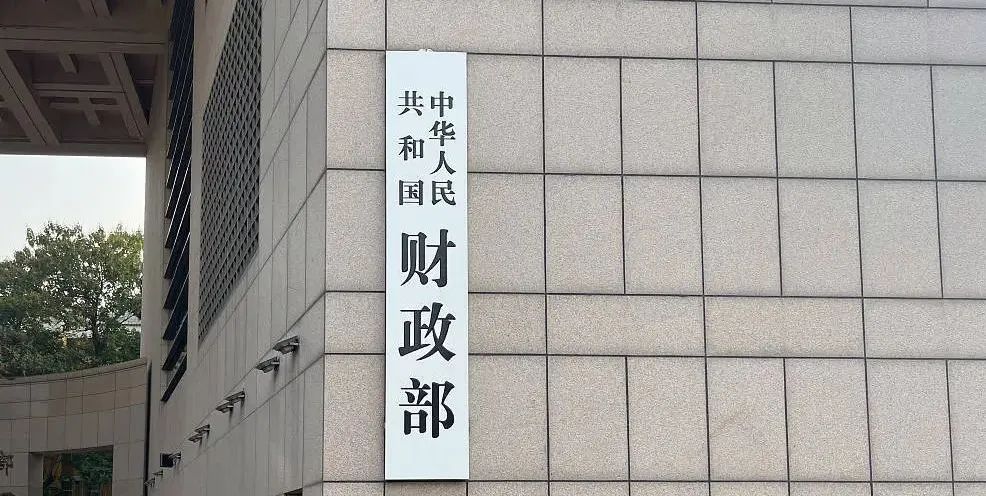 中华人民
共和国
财政部